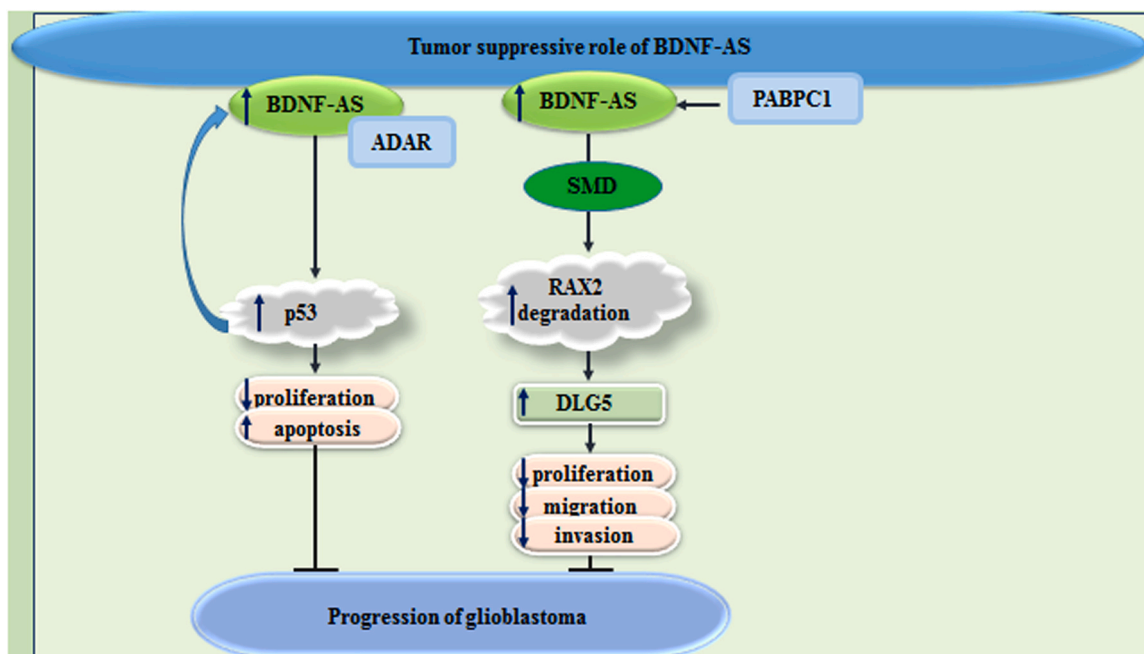 Tumor suppressive role of BDNF-AS
BDNF-AS
ADAR
p53
proliferation
apoptosis
BDNF-AS
PABPC1
SMD
RAX2
degradation
DLG5
proliferation
migration
invasion
Progression of glioblastoma